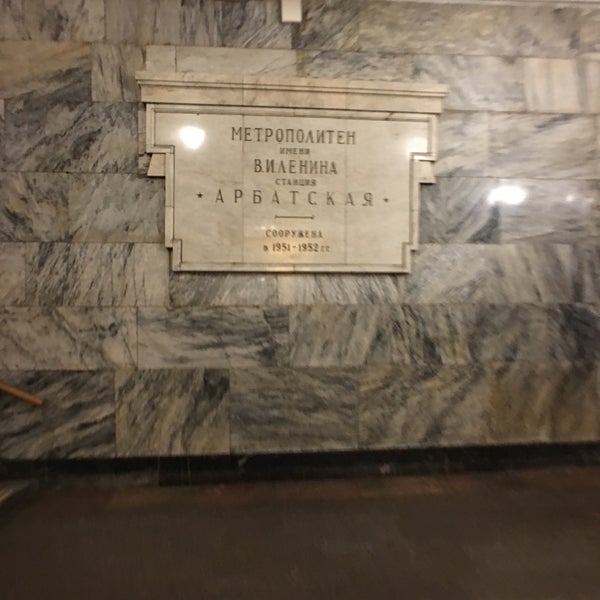 МЕТРОПОЛИТЕН
ИМЕНИ
В.И.ЛЕНИНА
СТАНЦИЯ
★ АРБАТСКАЯ ★
СООРУЖЕНА
в 1951-1952 гг.